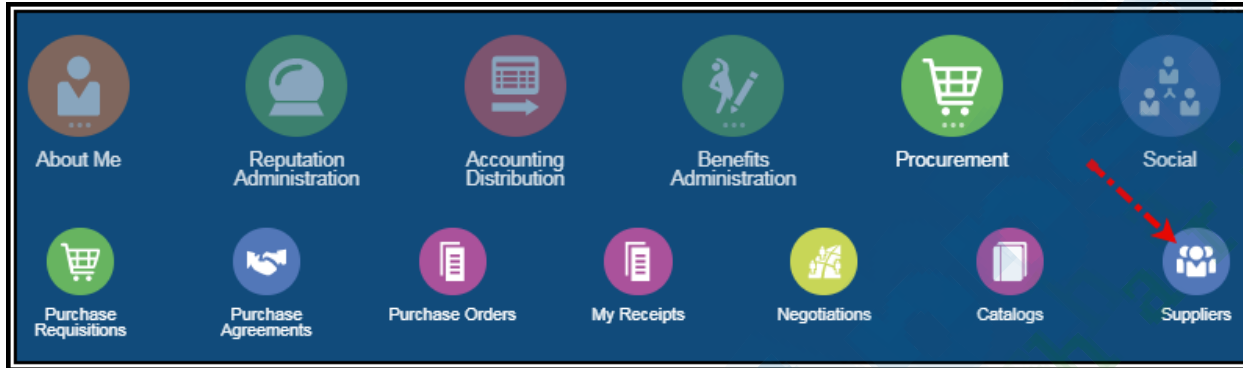 About Me
Reputation
Administration
Accounting
Distribution
Benefits
Administration
Procurement
Social
Purchase
Requisitions
Purchase
Agreements
Purchase Orders
My Receipts
Negotiations
Catalogs
Suppliers